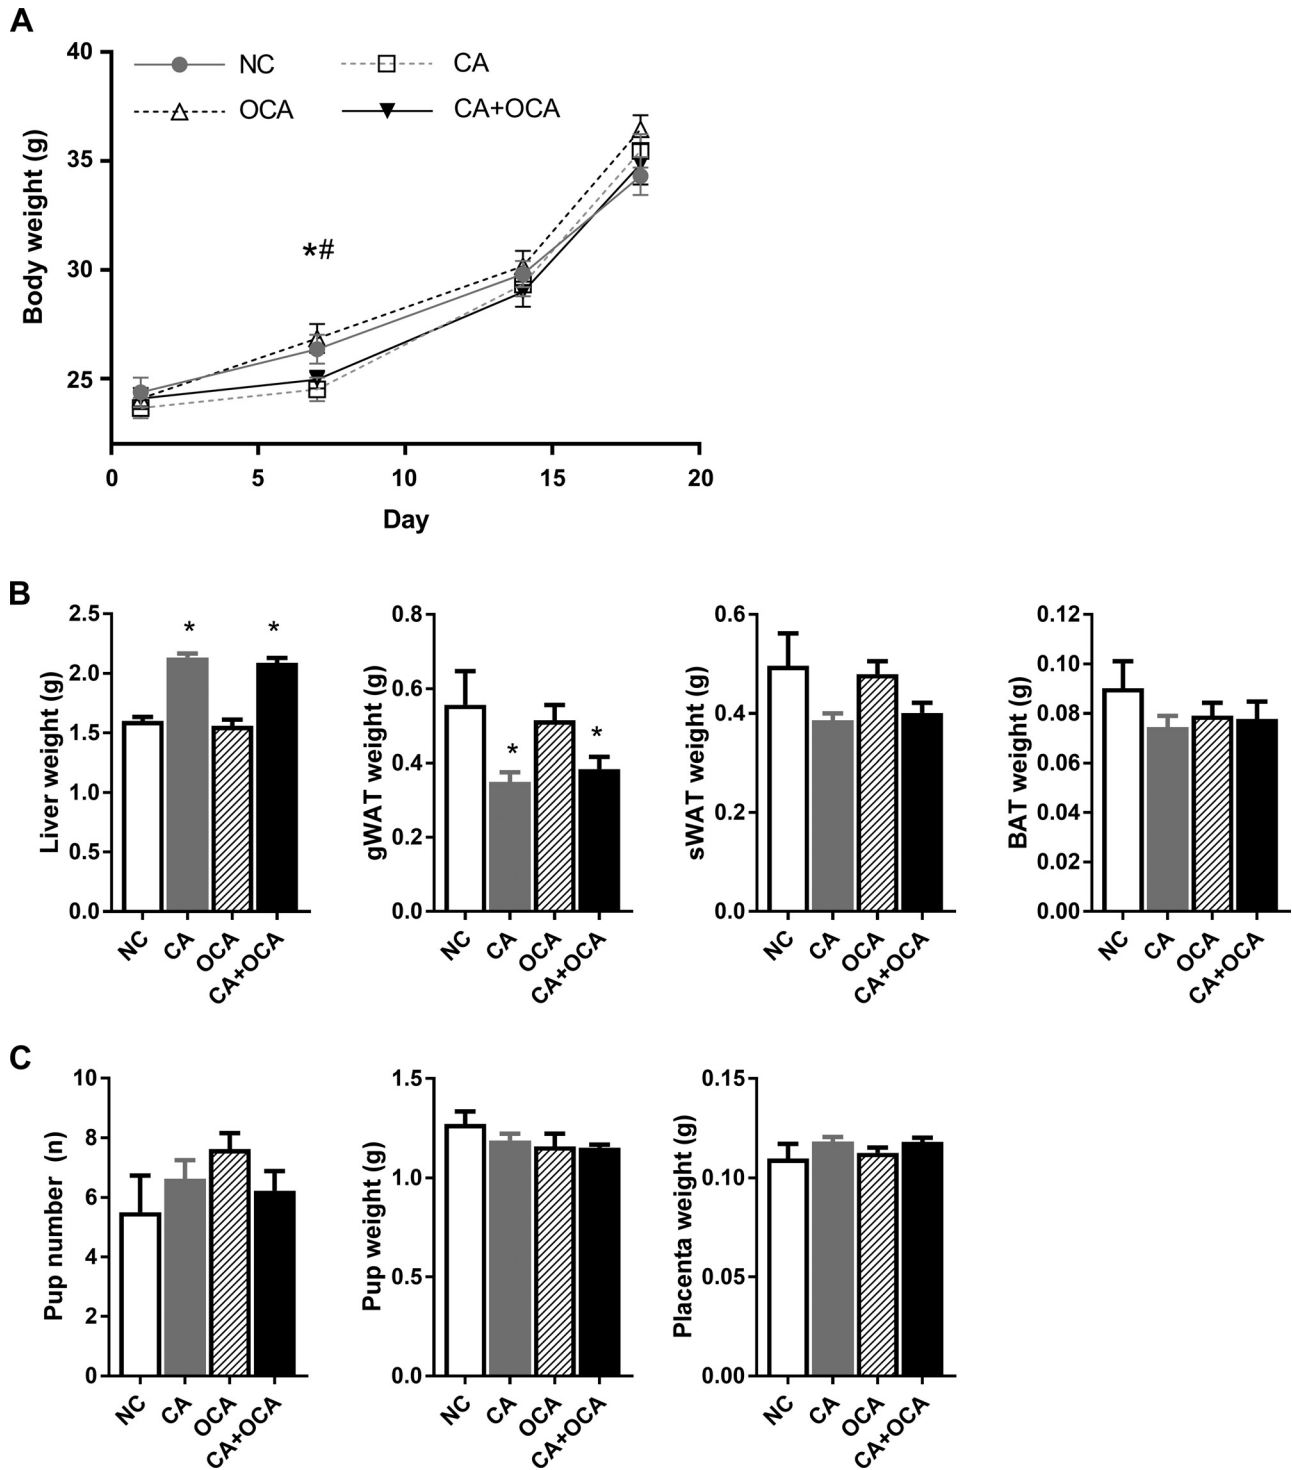 A
NC CA
OCA CA+OCA
*#
Body weight (g)
40
35
30
25
0 5 10 15 20
Day
B
Liver weight (g)
2.5
2.0
1.5
1.0
0.5
0.0
* *
NC CA OCA CA+OCA
gWAT weight (g)
0.8
0.6
0.4
0.2
0.0
* *
NC CA OCA CA+OCA
sWAT weight (g)
0.6
0.4
0.2
0.0
NC CA OCA CA+OCA
BAT weight (g)
0.12
0.10
0.08
0.06
0.04
0.02
0.00
NC CA OCA CA+OCA
C
Pup number (n)
10
8
6
4
2
0
NC CA OCA CA+OCA
Pup weight (g)
1.5
1.0
0.5
0.0
NC CA OCA CA+OCA
Placenta weight (g)
0.15
0.10
0.05
0.00
NC CA OCA CA+OCA